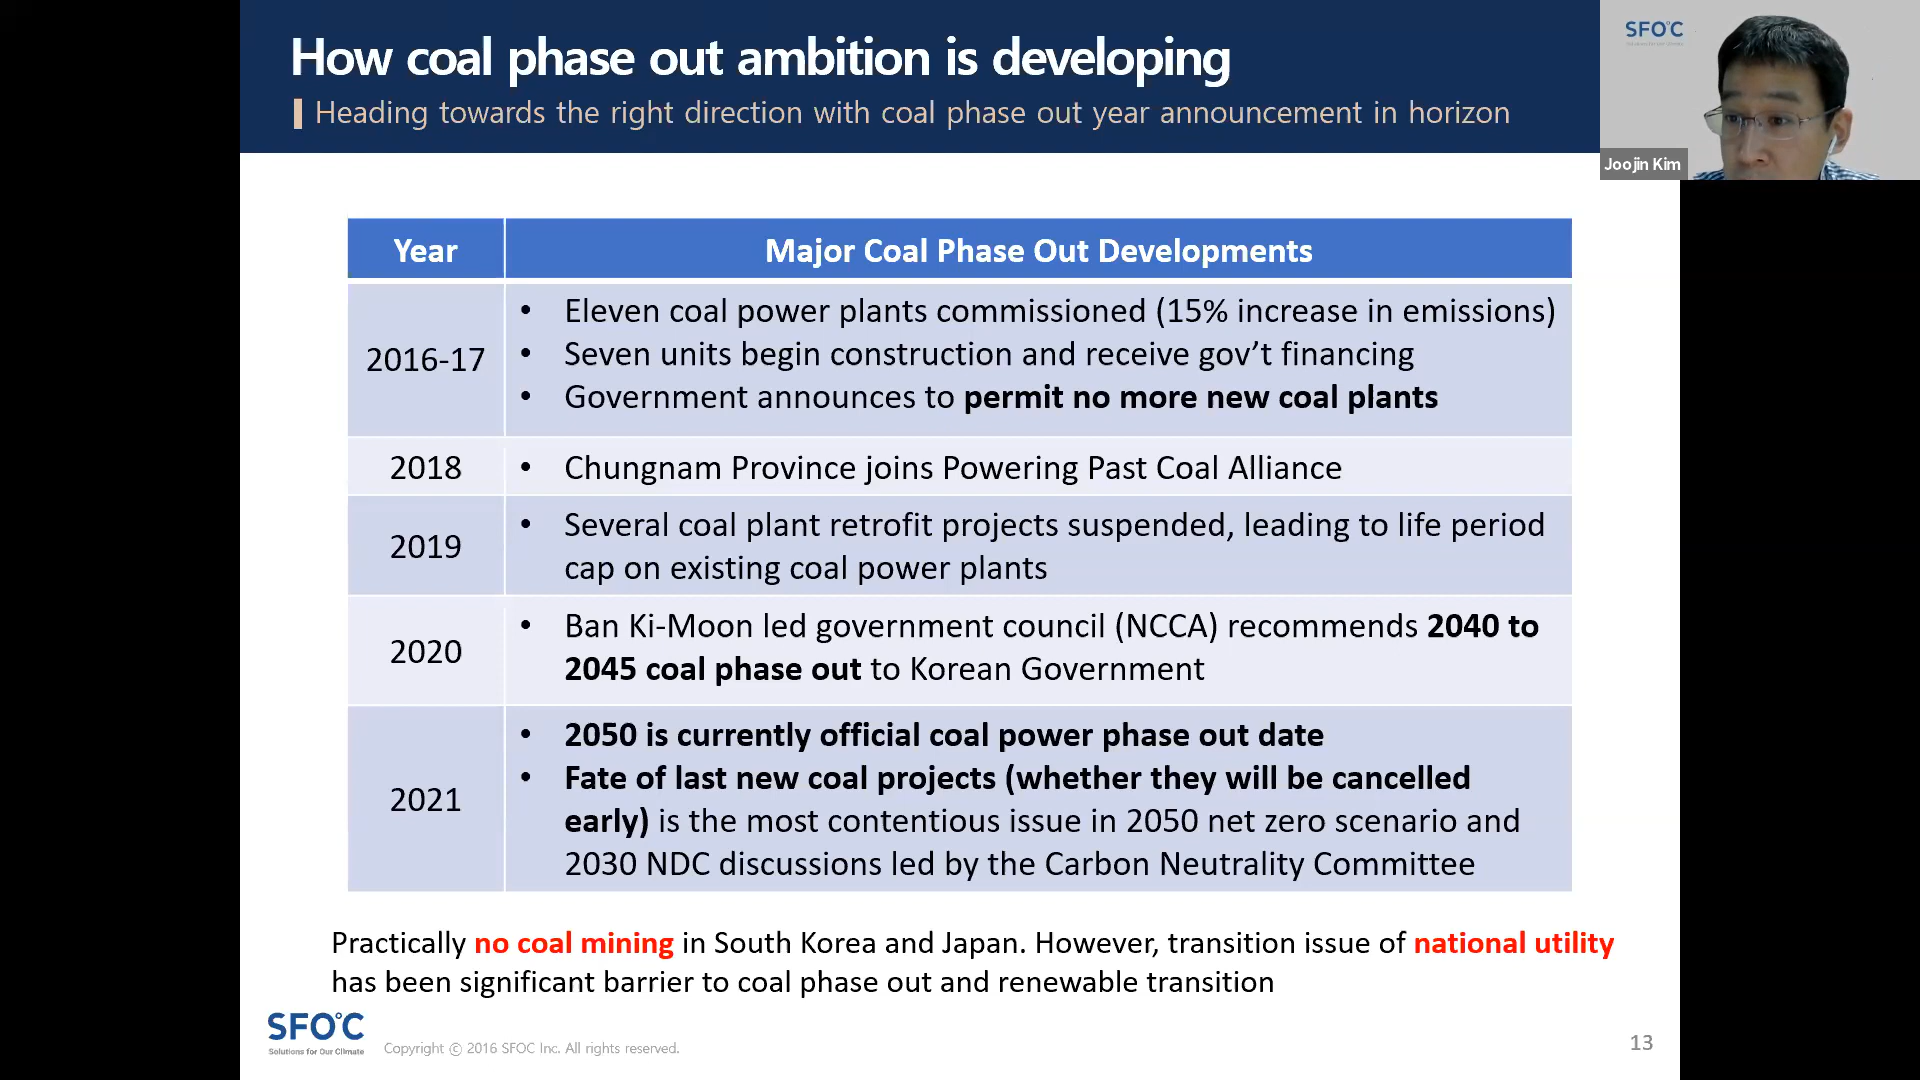 How coal phase out ambition is developing
Heading towards the right direction with coal phase out year announcement in horizon
SFO°C
Joojin Kim
Year
Major Coal Phase Out Developments
2016-17
• Eleven coal power plants commissioned (15% increase in emissions)
• Seven units begin construction and receive gov’t financing
• Government announces to permit no more new coal plants
2018
• Chungnam Province joins Powering Past Coal Alliance
2019
• Several coal plant retrofit projects suspended, leading to life period
cap on existing coal power plants
2020
• Ban Ki-Moon led government council (NCCA) recommends 2040 to
2045 coal phase out to Korean Government
2021
• 2050 is currently official coal power phase out date
• Fate of last new coal projects (whether they will be cancelled
early) is the most contentious issue in 2050 net zero scenario and
2030 NDC discussions led by the Carbon Neutrality Committee
Practically no coal mining in South Korea and Japan. However, transition issue of national utility
has been significant barrier to coal phase out and renewable transition
SFO°C
Solutions for Our Climate
Copyright © 2016 SFOC Inc. All rights reserved.
13